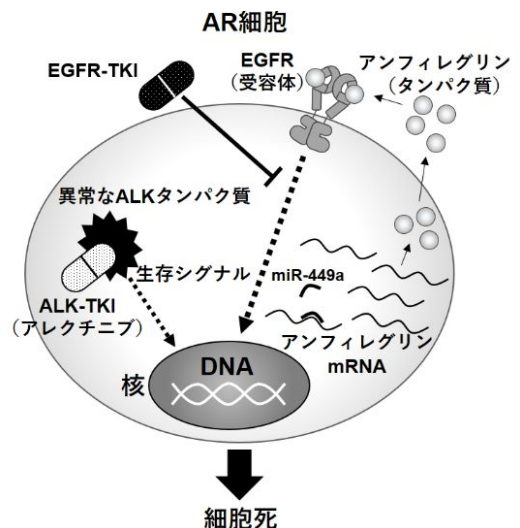 AR細胞
EGFR-TKI
EGFR
(受容体)
アンフィレグリン
(タンパク質)
異常なALKタンパク質
生存シグナル
miR-449a
ALK-TKI
(アレクチニブ)
アンフィレグリン
mRNA
DNA
核
細胞死